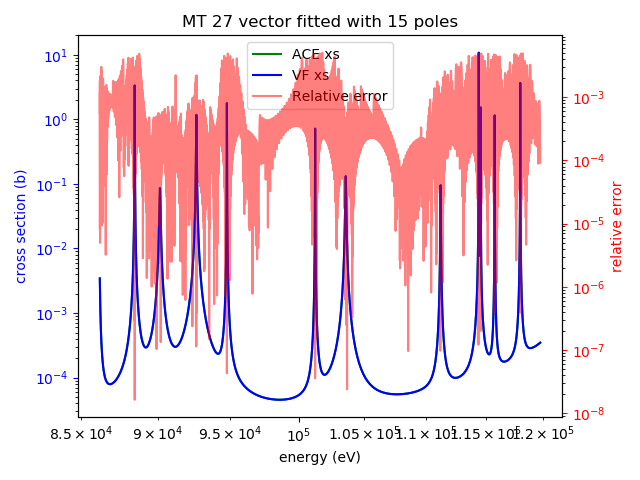 MT 27 vector fitted with 15 poles
ACE xs
VF xs
Relative error
cross section (b)
10¹
10⁰
10⁻¹
10⁻²
10⁻³
10⁻⁴
10⁻³
10⁻⁴
10⁻⁵
10⁻⁶
10⁻⁷
10⁻⁸
relative error
8.5 × 10⁴ 9 × 10⁴ 9.5 × 10⁴ 10⁵ 1.05 × 10⁵ 1.1 × 10⁵ 1.15 × 10⁵ 1.2 × 10⁵
energy (eV)